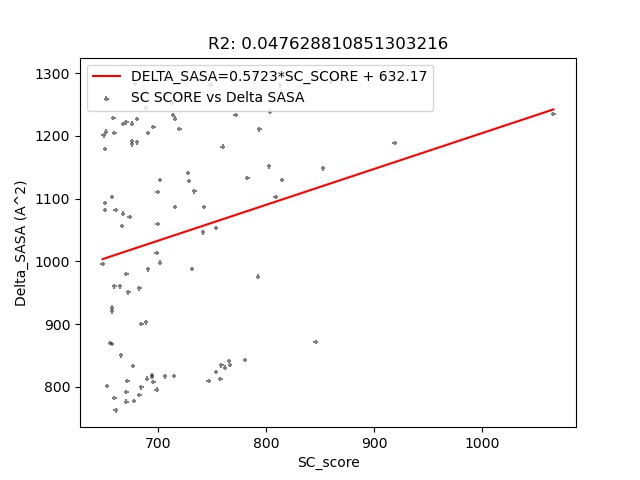 R2: 0.047628810851303216
DELTA_SASA=0.5723*SC_SCORE + 632.17
SC SCORE vs Delta SASA
1300
1200
1100
1000
900
800
Delta_SASA (A^2)
700 800 900 1000
SC_score